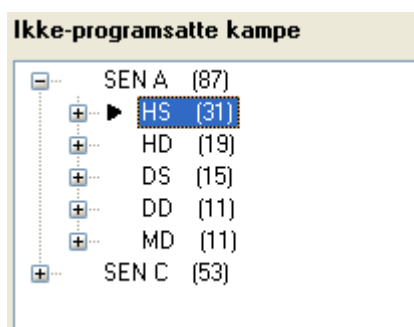 Ikke-programsatte kampe
SEN A (87)
HS (31)
HD (19)
DS (15)
DD (11)
MD (11)
SEN C (53)